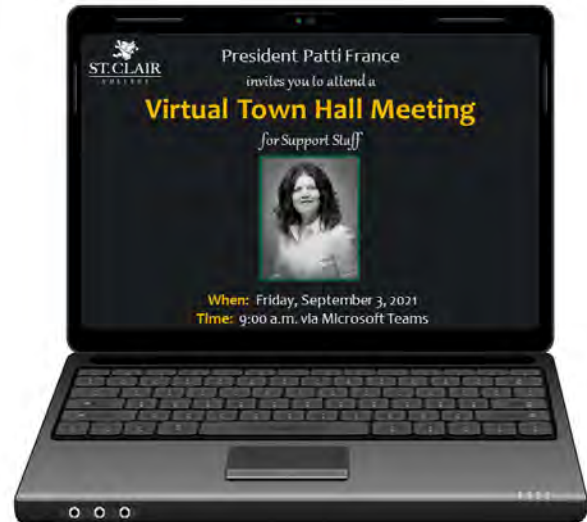 ST. CLAIR
COLLEGE
President Patti France
invites you to attend a
Virtual Town Hall Meeting
for Support Staff
When: Friday, September 3, 2021
Time: 9:00 a.m. via Microsoft Teams